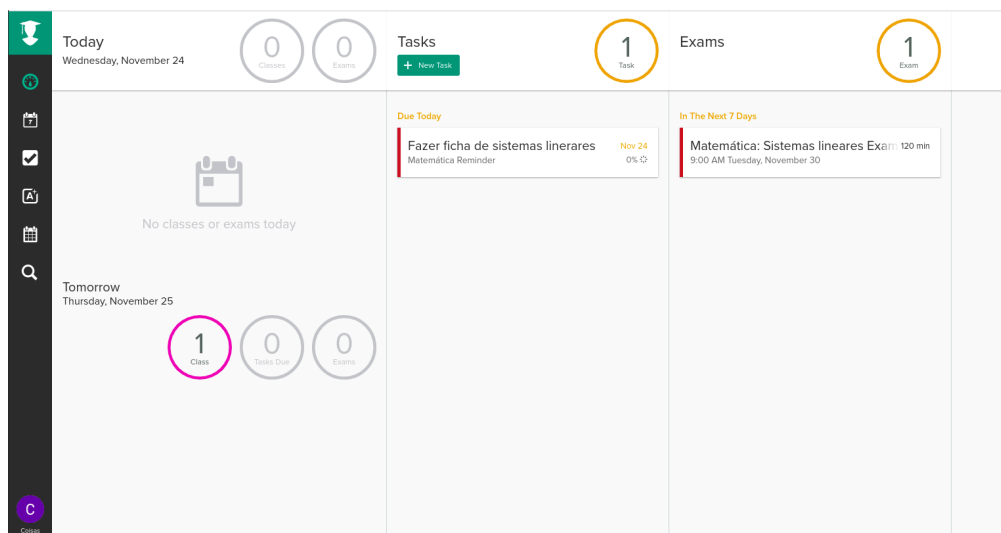 Today
Wednesday, November 24
0
Classes
0
Exams
Tasks
+ New Task
1
Task
Exams
1
Exam
7
A+
No classes or exams today
Due Today
Fazer ficha de sistemas linerares
Nov 24
Matemática Reminder
0%
In The Next 7 Days
Matemática: Sistemas lineares Exam
120 min
9:00 AM Tuesday, November 30
Tomorrow
Thursday, November 25
1
Class
0
Tasks Due
0
Exams
C
Coisas